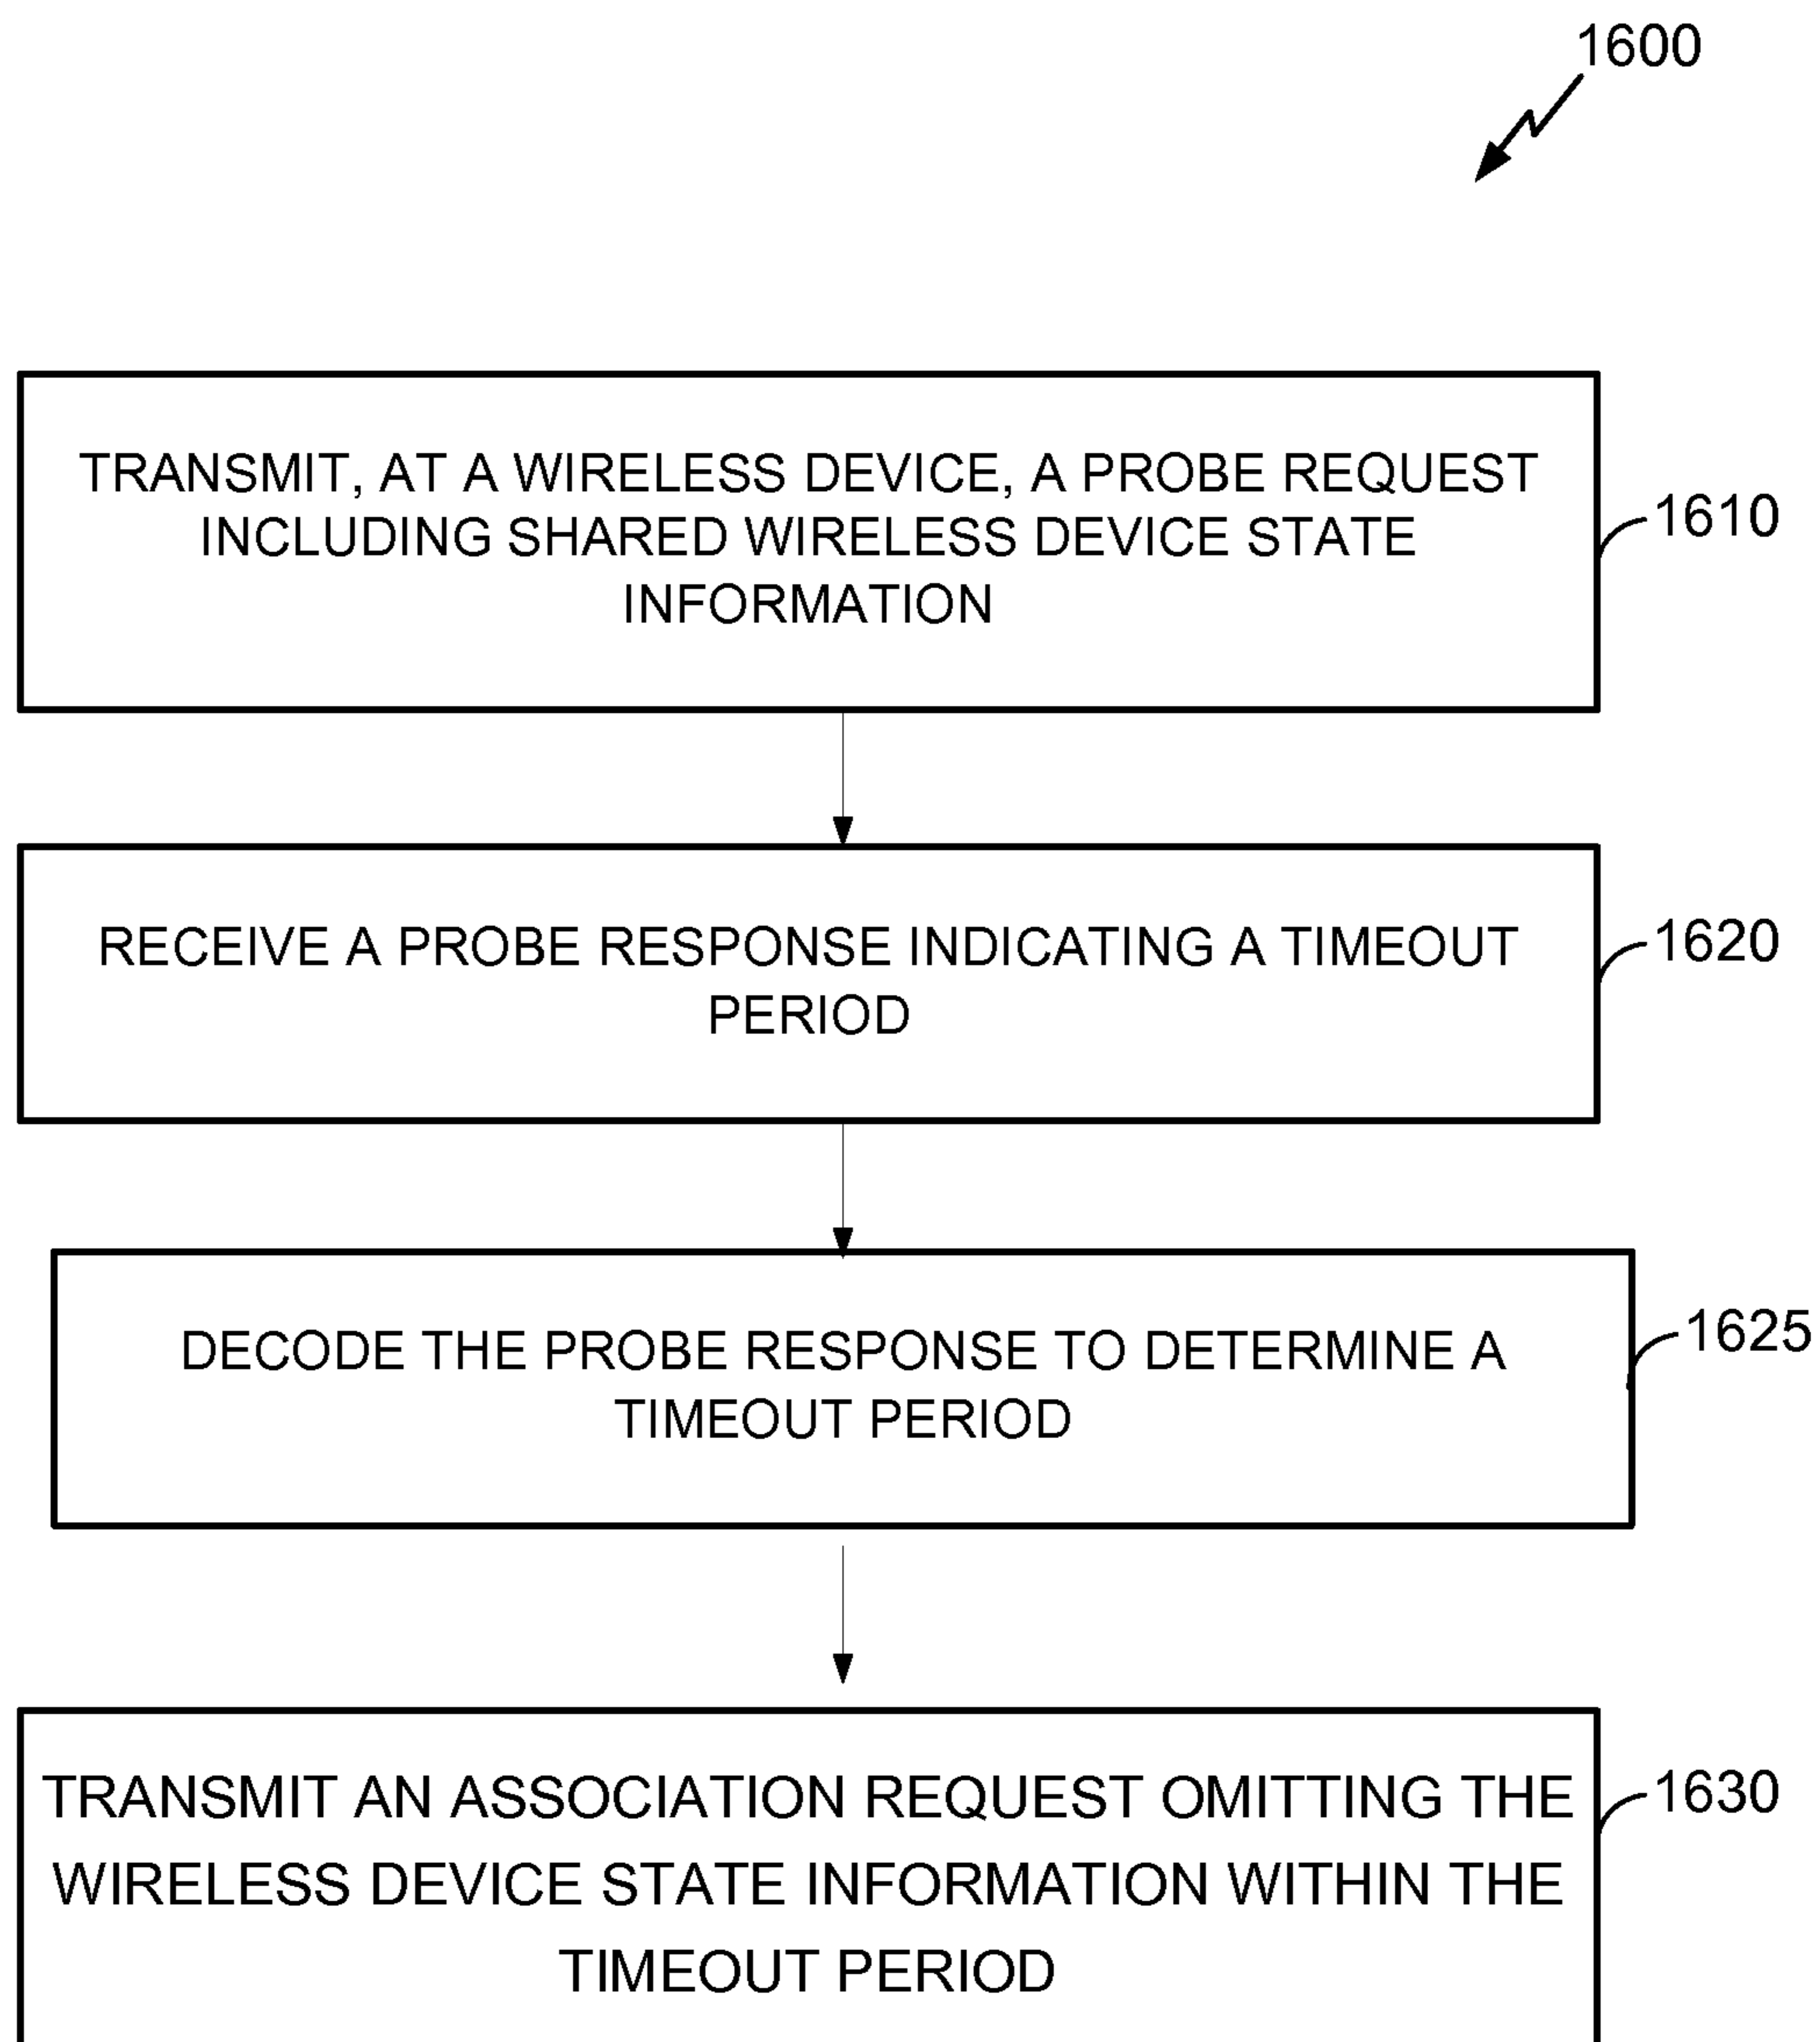 1600
TRANSMIT, AT A WIRELESS DEVICE, A PROBE REQUEST
INCLUDING SHARED WIRELESS DEVICE STATE
INFORMATION
1610
RECEIVE A PROBE RESPONSE INDICATING A TIMEOUT
PERIOD
1620
DECODE THE PROBE RESPONSE TO DETERMINE A
TIMEOUT PERIOD
1625
TRANSMIT AN ASSOCIATION REQUEST OMITTING THE
WIRELESS DEVICE STATE INFORMATION WITHIN THE
TIMEOUT PERIOD
1630